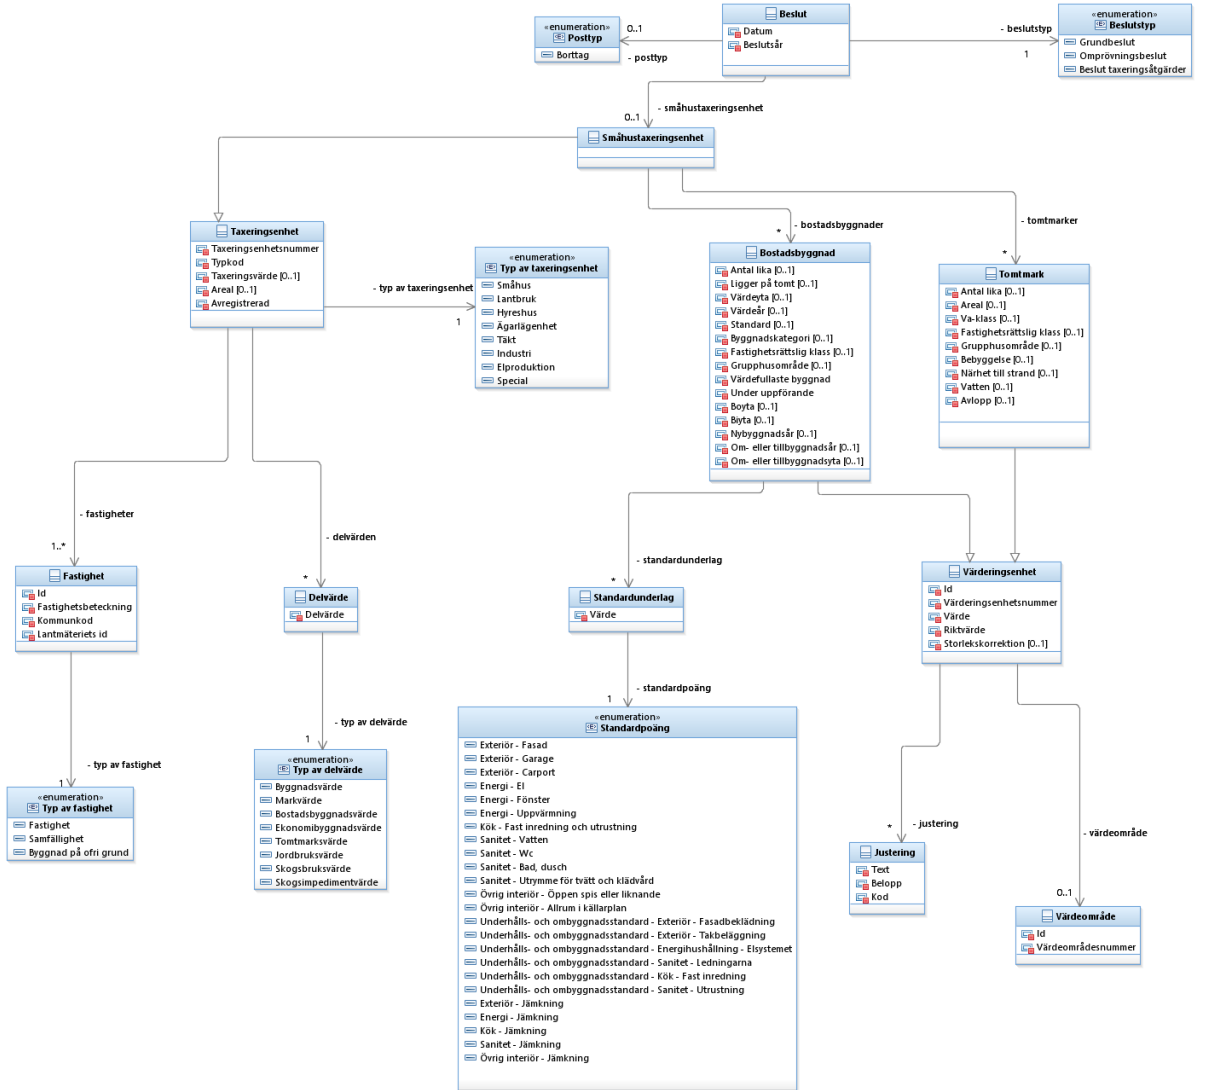 «enumeration»
Posttyp
Borttag
0..1
- posttyp
Beslut
Datum
Beslutsår
- beslutstyp
1
«enumeration»
Beslutstyp
Grundbeslut
Omprövningsbeslut
Beslut taxeringsåtgärder
- småhustaxeringsenhet
0..1
Småhustaxeringsenhet
Taxeringsenhet
Taxeringsenhetsnummer
Typkod
Taxeringsvärde [0..1]
Areal [0..1]
Avregistrerad
- typ av taxeringsenhet
1
«enumeration»
Typ av taxeringsenhet
Småhus
Lantbruk
Hyreshus
Ägarlägenhet
Täkt
Industri
Elproduktion
Special
- bostadsbyggnader
*
Bostadsbyggnad
Antal lika [0..1]
Ligger på tomt [0..1]
Värdeyta [0..1]
Värdeår [0..1]
Standard [0..1]
Byggnadskategori [0..1]
Fastighetsrättslig klass [0..1]
Grupphusområde [0..1]
Värdefullaste byggnad
Under uppförande
Boyta [0..1]
Biyta [0..1]
Nybyggnadsår [0..1]
Om- eller tillbyggnadsår [0..1]
Om- eller tillbyggnadsyta [0..1]
- tomtmarker
*
Tomtmark
Antal lika [0..1]
Areal [0..1]
Va-klass [0..1]
Fastighetsrättslig klass [0..1]
Grupphusområde [0..1]
Bebyggelse [0..1]
Närhet till strand [0..1]
Vatten [0..1]
Avlopp [0..1]
- fastigheter
1..*
Fastighet
Id
Fastighetsbeteckning
Kommunkod
Lantmäteriets id
- delvärden
*
Delvärde
Delvärde
- standardunderlag
*
Standardunderlag
Värde
Värderingsenhet
Id
Värderingsenhetsnummer
Värde
Riktvärde
Storlekskorrektion [0..1]
- typ av fastighet
1
«enumeration»
Typ av fastighet
Fastighet
Samfällighet
Byggnad på ofri grund
- typ av delvärde
1
«enumeration»
Typ av delvärde
Byggnadsvärde
Markvärde
Bostadsbyggnadsvärde
Ekonomibyggnadsvärde
Tomtmarksvärde
Jordbruksvärde
Skogsbruksvärde
Skogsimpedimentvärde
- standardpoäng
1
«enumeration»
Standardpoäng
Exteriör - Fasad
Exteriör - Garage
Exteriör - Carport
Energi - El
Energi - Fönster
Energi - Uppvärmning
Kök - Fast inredning och utrustning
Sanitet - Vatten
Sanitet - Wc
Sanitet - Bad, dusch
Sanitet - Utrymme för tvätt och klädvård
Övrig interiör - Öppen spis eller liknande
Övrig interiör - Allrum i källarplan
Underhålls- och ombyggnadsstandard - Exteriör - Fasadbeklädning
Underhålls- och ombyggnadsstandard - Exteriör - Takbeläggning
Underhålls- och ombyggnadsstandard - Energihushållning - Elsystemet
Underhålls- och ombyggnadsstandard - Sanitet - Ledningarna
Underhålls- och ombyggnadsstandard - Kök - Fast inredning
Underhålls- och ombyggnadsstandard - Sanitet - Utrustning
Exteriör - Jämkning
Energi - Jämkning
Kök - Jämkning
Sanitet - Jämkning
Övrig interiör - Jämkning
- justering
*
Justering
Text
Belopp
Kod
- värdeområde
0..1
Värdeområde
Id
Värdeområdesnummer